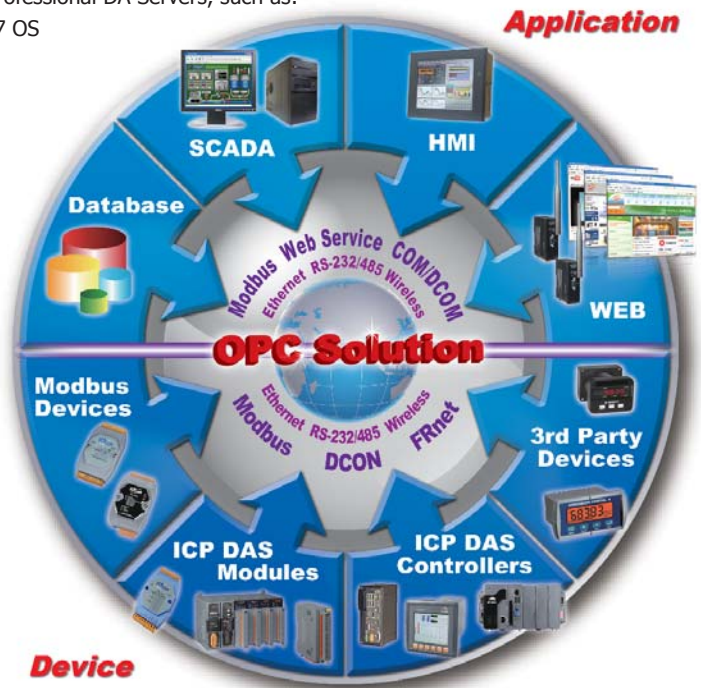 rofessional DA Servers, such as:
7 OS
Application
SCADA
HMI
Database
WEB
Modbus Web Service COM/DCOM
Ethernet RS-232/485 Wireless
OPC Solution
Ethernet RS-232/485 Wireless
Modbus DCON FRnet
Modbus
Devices
3rd Party
Devices
ICP DAS
Modules
ICP DAS
Controllers
Device